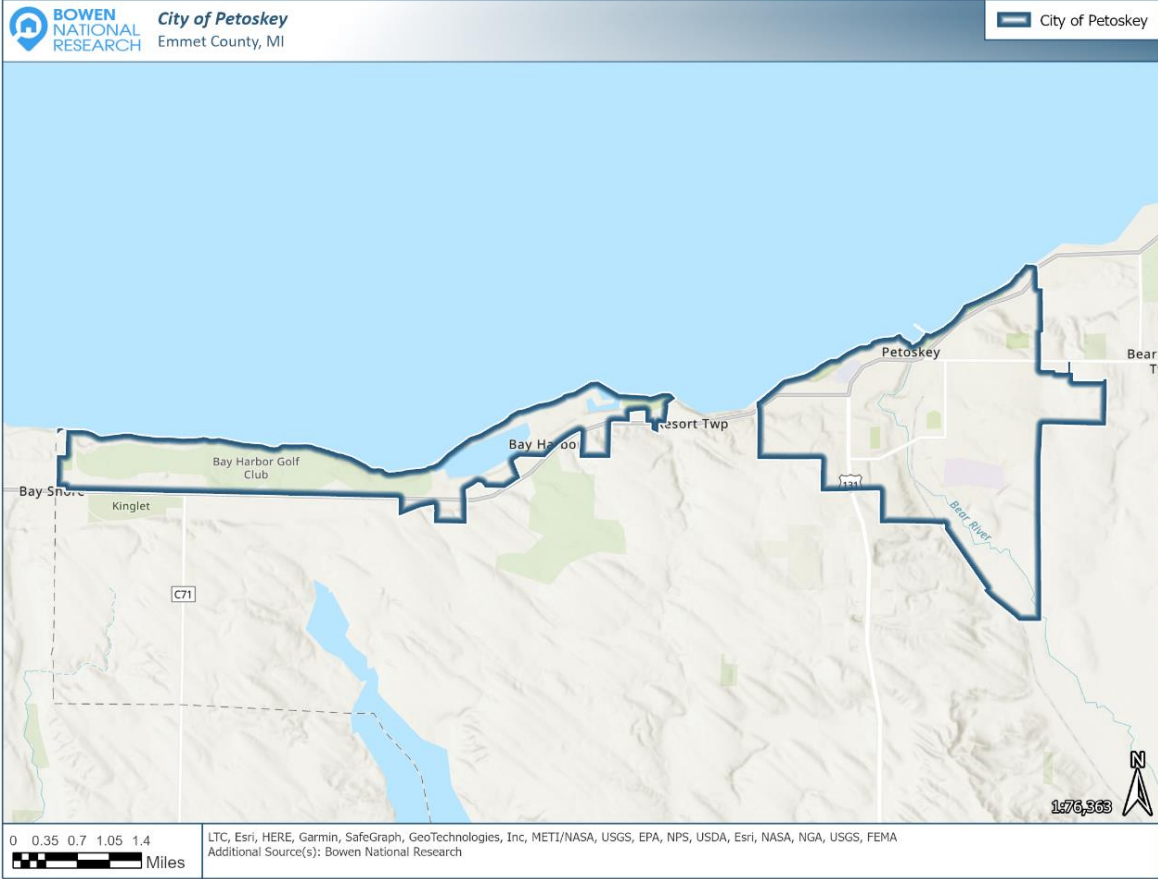 BOWEN
NATIONAL
RESEARCH
City of Petoskey
Emmet County, MI
City of Petoskey
Petoskey
Bear
T
Resort Twp
Bay Harbo
Bay Harbor Golf
Club
Bay Shore
Kinglet
131
Bear River
C71
N
1:76,363
0 0.35 0.7 1.05 1.4
Miles
LTC, Esri, HERE, Garmin, SafeGraph, GeoTechnologies, Inc, METI/NASA, USGS, EPA, NPS, USDA, Esri, NASA, NGA, USGS, FEMA
Additional Source(s): Bowen National Research